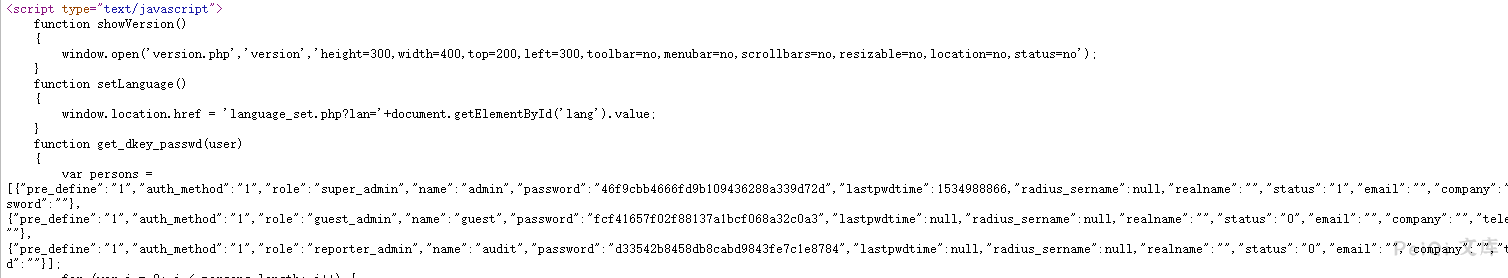 <script type="text/javascript">
function showVersion()
{
window.open('version.php','version','height=300,width=400,top=200,left=300,toolbar=no,menubar=no,scrollbars=no,resizable=no,location=no,status=no');
}
function setLanguage()
{
window.location.href = 'language_set.php?lan='+document.getElementById('lang').value;
}
function get_dkey_passwd(user)
{
var persons =
[{"pre_define":"1","auth_method":"1","role":"super_admin","name":"admin","password":"46f9cbb4666fd9b109436288a339d72d","lastpwdtime":1534988866,"radius_sername":null,"realname":"","status":"1","email":"","company":"
sword":""},
{"pre_define":"1","auth_method":"1","role":"guest_admin","name":"guest","password":"fcf41657f02f88137a1bcf068a32c0a3","lastpwdtime":null,"radius_sername":null,"realname":"","status":"0","email":"","company":"","tele
""},
{"pre_define":"1","auth_method":"1","role":"reporter_admin","name":"audit","password":"d33542b8458db8cabd9843fe7c1e8784","lastpwdtime":null,"radius_sername":null,"realname":"","status":"0","email":"","company":"","t
d":""}];